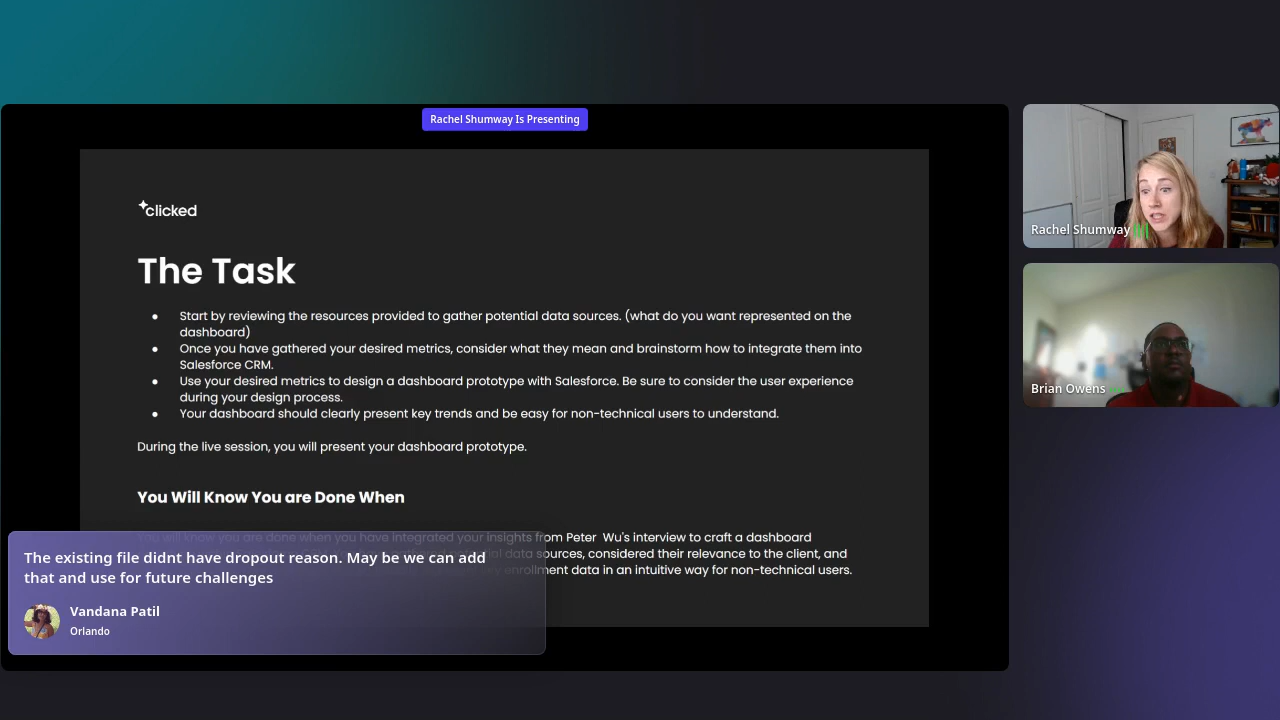 Rachel Shumway Is Presenting
clicked
The Task
● Start by reviewing the resources provided to gather potential data sources. (what do you want represented on the
dashboard)
● Once you have gathered your desired metrics, consider what they mean and brainstorm how to integrate them into
Salesforce CRM.
● Use your desired metrics to design a dashboard prototype with Salesforce. Be sure to consider the user experience
during your design process.
● Your dashboard should clearly present key trends and be easy for non-technical users to understand.
During the live session, you will present your dashboard prototype.
You Will Know You are Done When
You will know you are done when you have integrated your insights from Peter Wu's interview to craft a dashboard
data sources, considered their relevance to the client, and
enrollment data in an intuitive way for non-technical users.
The existing file didnt have dropout reason. May be we can add
that and use for future challenges
Vandana Patil
Orlando
Rachel Shumway
Brian Owens